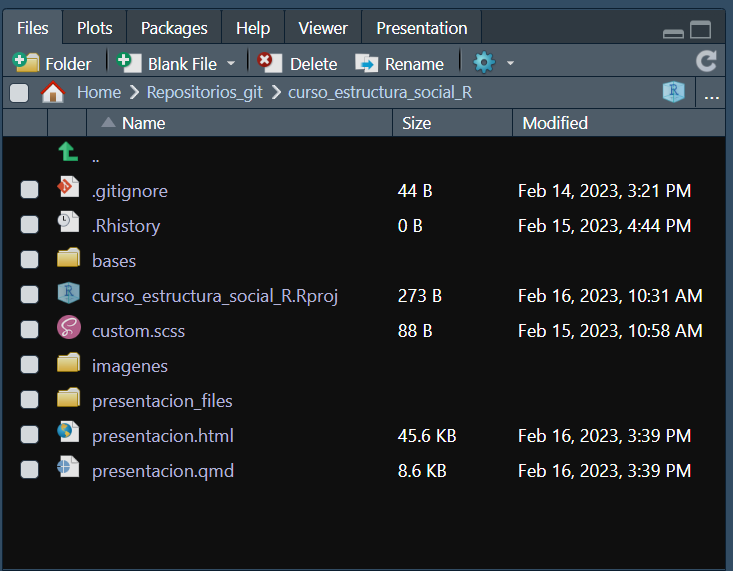 Files Plots Packages Help Viewer Presentation
Folder Blank File Delete Rename
Home Repositorios_git curso_estructura_social_R R ...
Name Size Modified
..
.gitignore 44 B Feb 14, 2023, 3:21 PM
.Rhistory 0 B Feb 15, 2023, 4:44 PM
bases
curso_estructura_social_R.Rproj 273 B Feb 16, 2023, 10:31 AM
custom.scss 88 B Feb 15, 2023, 10:58 AM
imagenes
presentacion_files
presentacion.html 45.6 KB Feb 16, 2023, 3:39 PM
presentacion.qmd 8.6 KB Feb 16, 2023, 3:39 PM